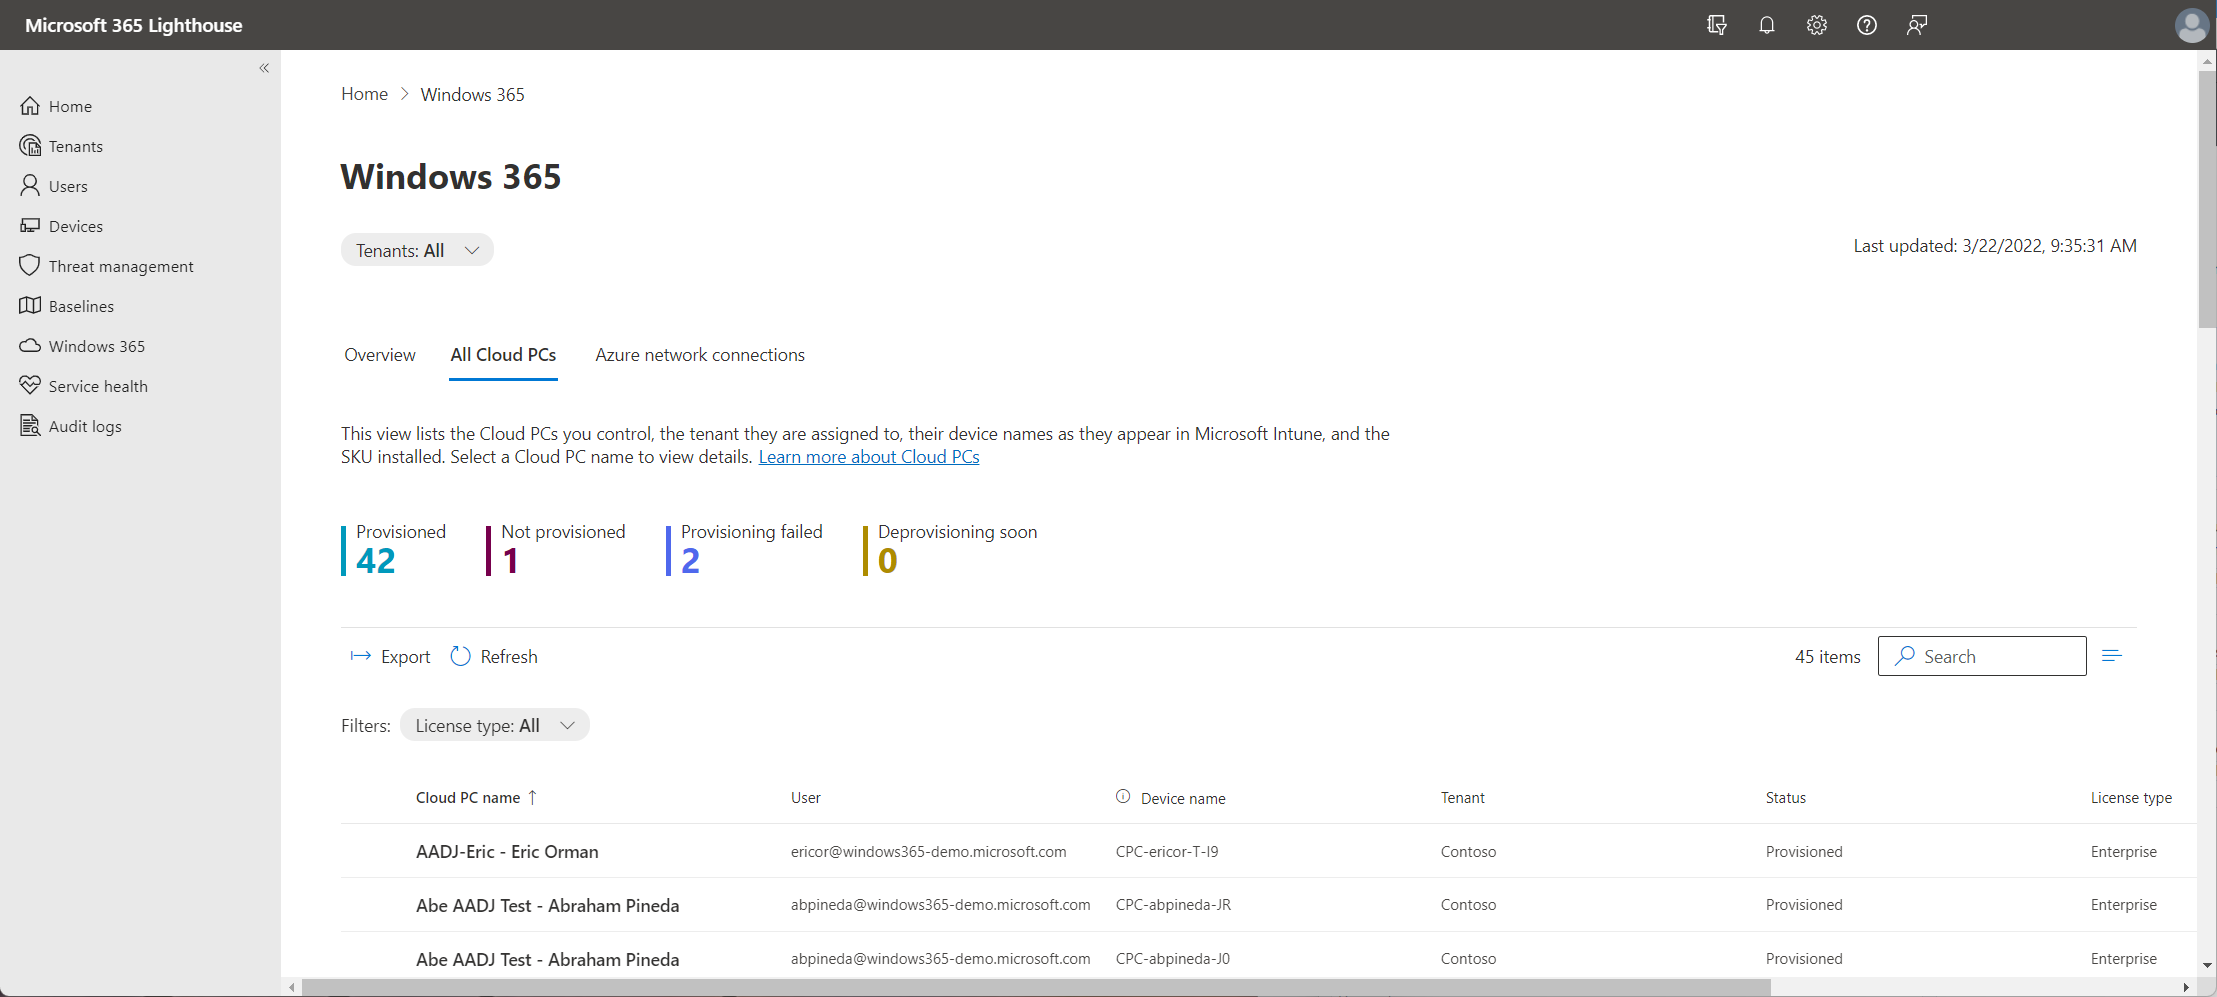 Microsoft 365 Lighthouse
Home
Tenants
Users
Devices
Threat management
Baselines
Windows 365
Service health
Audit logs
Home > Windows 365
Windows 365
Tenants: All
Last updated: 3/22/2022, 9:35:31 AM
Overview All Cloud PCs Azure network connections
This view lists the Cloud PCs you control, the tenant they are assigned to, their device names as they appear in Microsoft Intune, and the
SKU installed. Select a Cloud PC name to view details. Learn more about Cloud PCs
Provisioned Not provisioned Provisioning failed Deprovisioning soon
42 1 2 0
Export Refresh 45 items Search
Filters: License type: All
Cloud PC name ↑ User Device name Tenant Status License type
AADJ-Eric - Eric Orman ericor@windows365-demo.microsoft.com CPC-ericor-T-I9 Contoso Provisioned Enterprise
Abe AADJ Test - Abraham Pineda abpineda@windows365-demo.microsoft.com CPC-abpineda-JR Contoso Provisioned Enterprise
Abe AADJ Test - Abraham Pineda abpineda@windows365-demo.microsoft.com CPC-abpineda-J0 Contoso Provisioned Enterprise